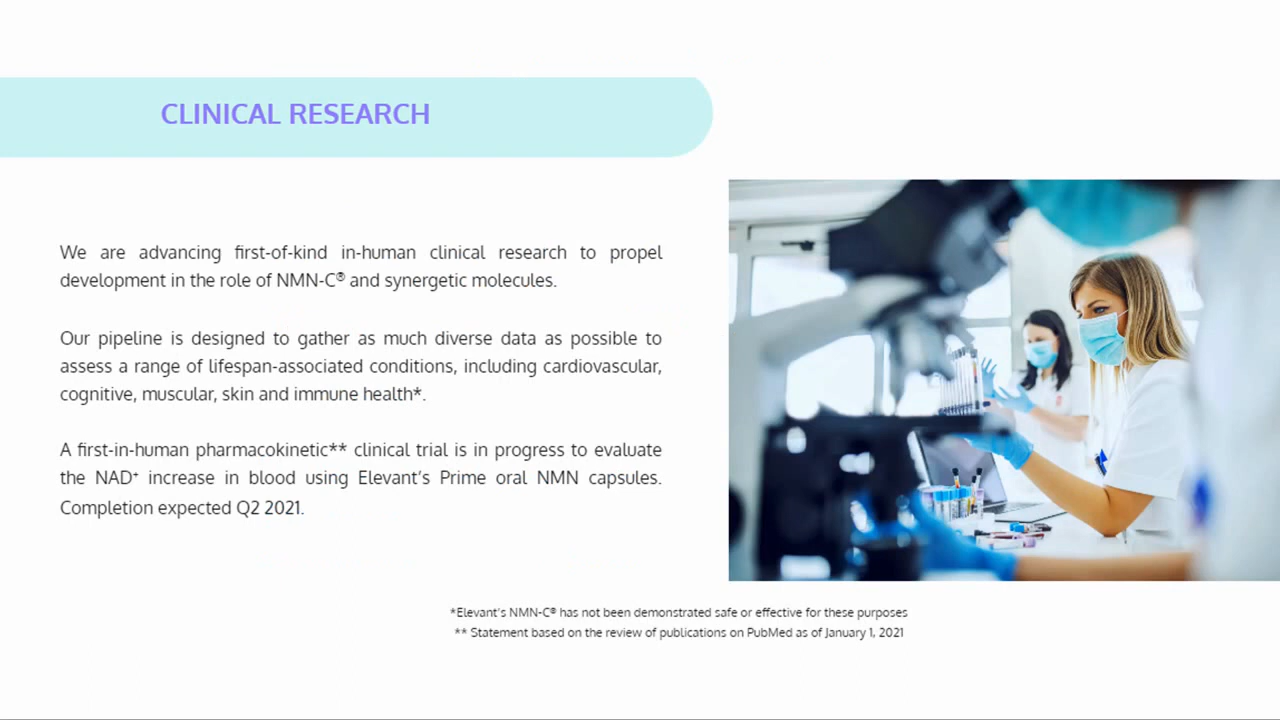 CLINICAL RESEARCH
We are advancing first-of-kind in-human clinical research to propel
development in the role of NMN-C® and synergetic molecules.
Our pipeline is designed to gather as much diverse data as possible to
assess a range of lifespan-associated conditions, including cardiovascular,
cognitive, muscular, skin and immune health*.
A first-in-human pharmacokinetic** clinical trial is in progress to evaluate
the NAD⁺ increase in blood using Elevant’s Prime oral NMN capsules.
Completion expected Q2 2021.
*Elevant’s NMN-C® has not been demonstrated safe or effective for these purposes
** Statement based on the review of publications on PubMed as of January 1, 2021